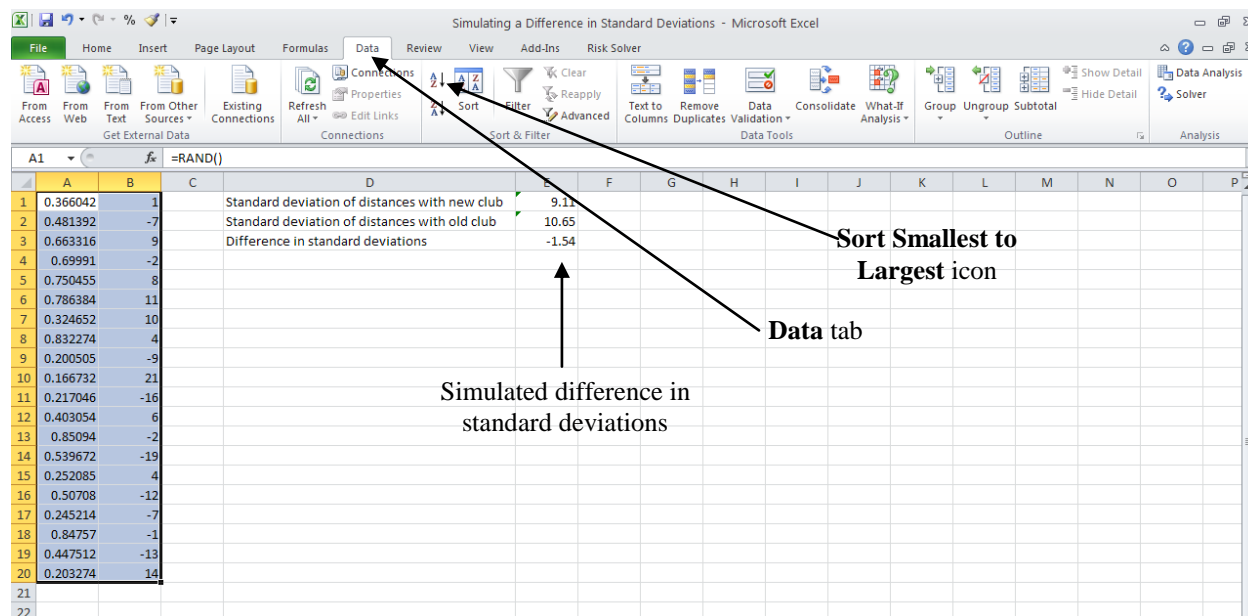 Simulating a Difference in Standard Deviations - Microsoft Excel
File Home Insert Page Layout Formulas Data Review View Add-Ins Risk Solver
From Access From Web From Text From Other Sources Existing Connections Refresh All Connections Properties Edit Links Sort Filter Clear Reapply Advanced Text to Columns Remove Duplicates Data Validation Consolidate What-If Analysis Group Ungroup Subtotal Show Detail Hide Detail Data Analysis Solver
Get External Data Connections Sort & Filter Data Tools Outline Analysis
A1 fx =RAND()
A B C D E F G H I J K L M N O P
1 0.366042 1 Standard deviation of distances with new club 9.11
2 0.481392 -7 Standard deviation of distances with old club 10.65
3 0.663316 9 Difference in standard deviations -1.54
4 0.69991 -2
5 0.750455 8
6 0.786384 11
7 0.324652 10
8 0.832274 4
9 0.200505 -9
10 0.166732 21
11 0.217046 -16
12 0.403054 6
13 0.85094 -2
14 0.539672 -19
15 0.252085 4
16 0.50708 -12
17 0.245214 -7
18 0.84757 -1
19 0.447512 -13
20 0.203274 14
21
22
Sort Smallest to
Largest icon
Data tab
Simulated difference in
standard deviations